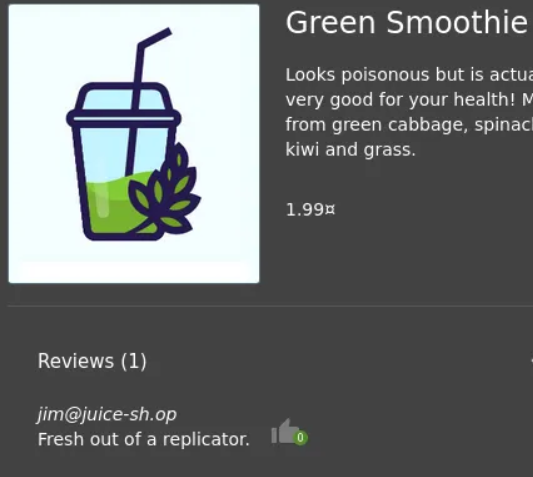 Green Smoothie
Looks poisonous but is actua
very good for your health! M
from green cabbage, spinac
kiwi and grass.
1.99¤
Reviews (1)
jim@juice-sh.op
Fresh out of a replicator.
0